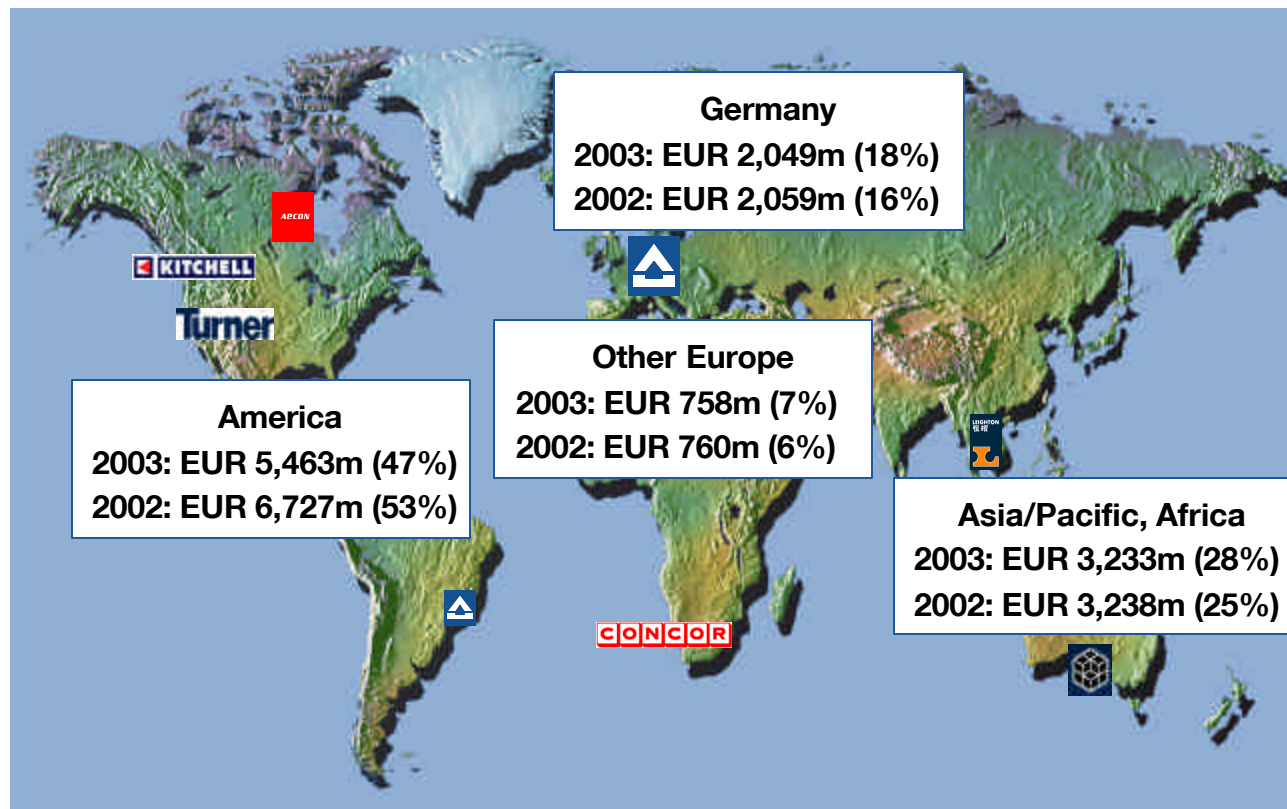 Germany
2003: EUR 2,049m (18%)
2002: EUR 2,059m (16%)
AECON
KITCHELL
Turner
Other Europe
2003: EUR 758m (7%)
2002: EUR 760m (6%)
America
2003: EUR 5,463m (47%)
2002: EUR 6,727m (53%)
LEIGHTON
Asia/Pacific, Africa
2003: EUR 3,233m (28%)
2002: EUR 3,238m (25%)
CONCOR